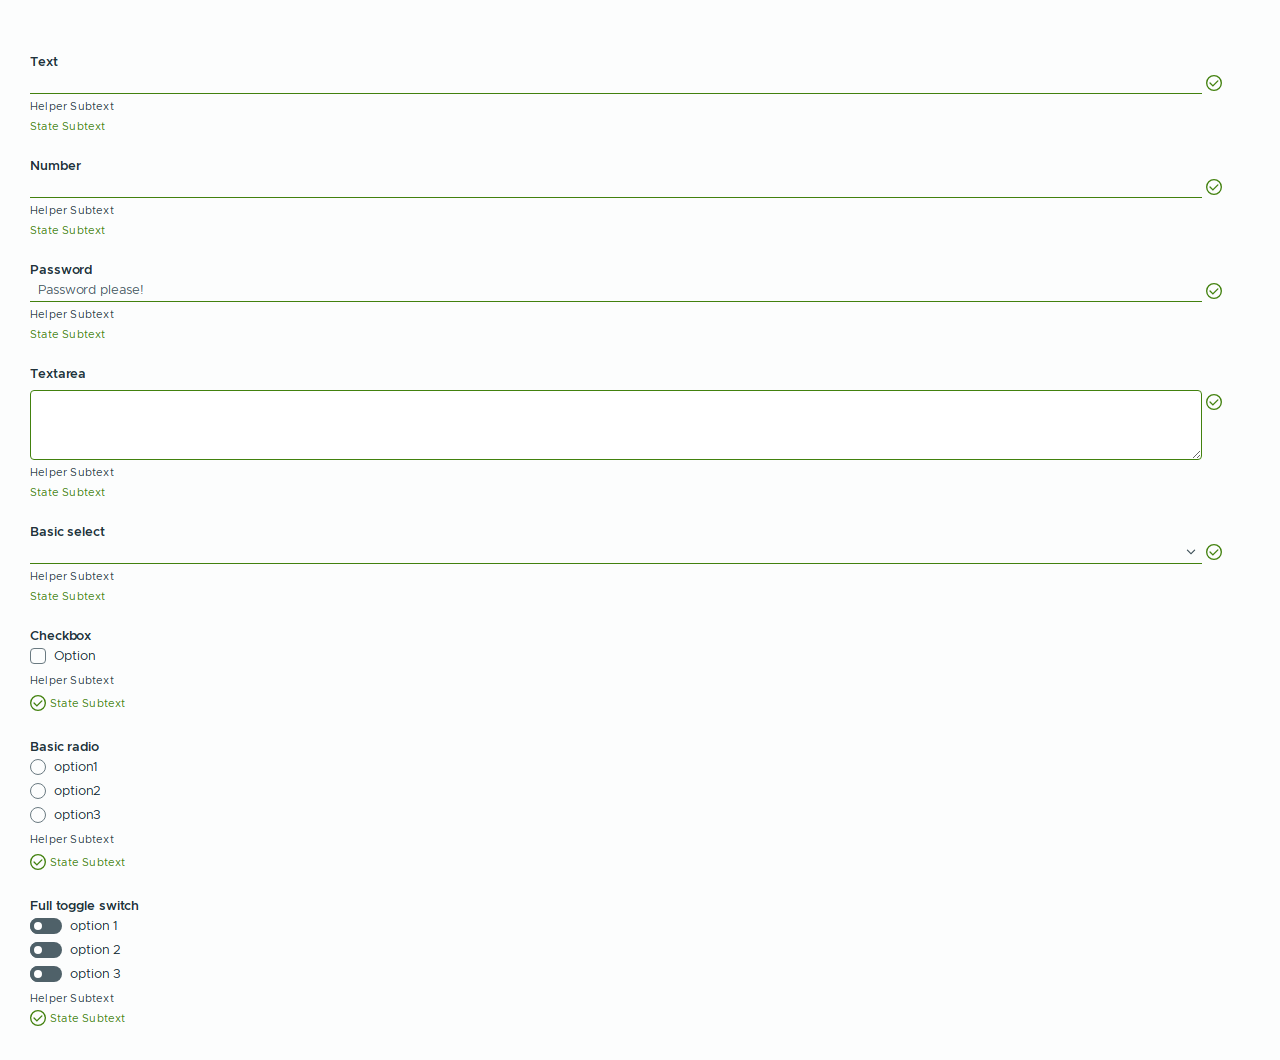 Text
Helper Subtext
State Subtext
Number
Helper Subtext
State Subtext
Password
Password please!
Helper Subtext
State Subtext
Textarea
Helper Subtext
State Subtext
Basic select
Helper Subtext
State Subtext
Checkbox
Option
Helper Subtext
State Subtext
Basic radio
option1
option2
option3
Helper Subtext
State Subtext
Full toggle switch
option 1
option 2
option 3
Helper Subtext
State Subtext